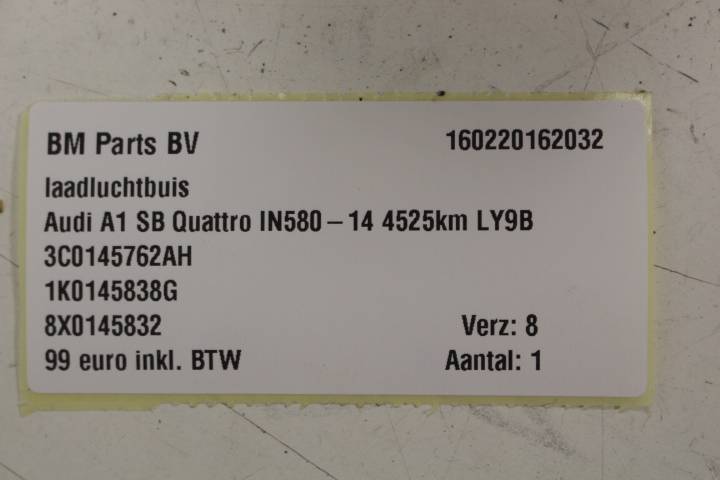 BM Parts BV 160220162032
laadluchtbuis
Audi A1 SB Quattro IN580 – 14 4525km LY9B
3C0145762AH
1K0145838G
8X0145832 Verz: 8
99 euro inkl. BTW Aantal: 1